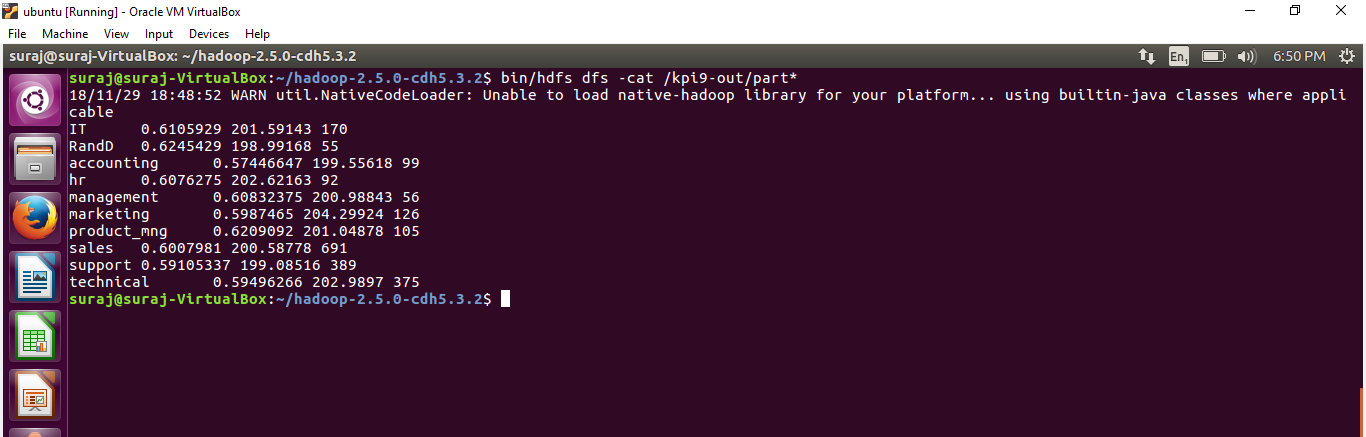 ubuntu [Running] - Oracle VM VirtualBox
File Machine View Input Devices Help
suraj@suraj-VirtualBox: ~/hadoop-2.5.0-cdh5.3.2 En1 6:50 PM
suraj@suraj-VirtualBox:~/hadoop-2.5.0-cdh5.3.2$ bin/hdfs dfs -cat /kpi9-out/part*
18/11/29 18:48:52 WARN util.NativeCodeLoader: Unable to load native-hadoop library for your platform... using builtin-java classes where appli
cable
IT 0.6105929 201.59143 170
RandD 0.6245429 198.99168 55
accounting 0.57446647 199.55618 99
hr 0.6076275 202.62163 92
management 0.60832375 200.98843 56
marketing 0.5987465 204.29924 126
product_mng 0.6209092 201.04878 105
sales 0.6007981 200.58778 691
support 0.59105337 199.08516 389
technical 0.59496266 202.9897 375
suraj@suraj-VirtualBox:~/hadoop-2.5.0-cdh5.3.2$